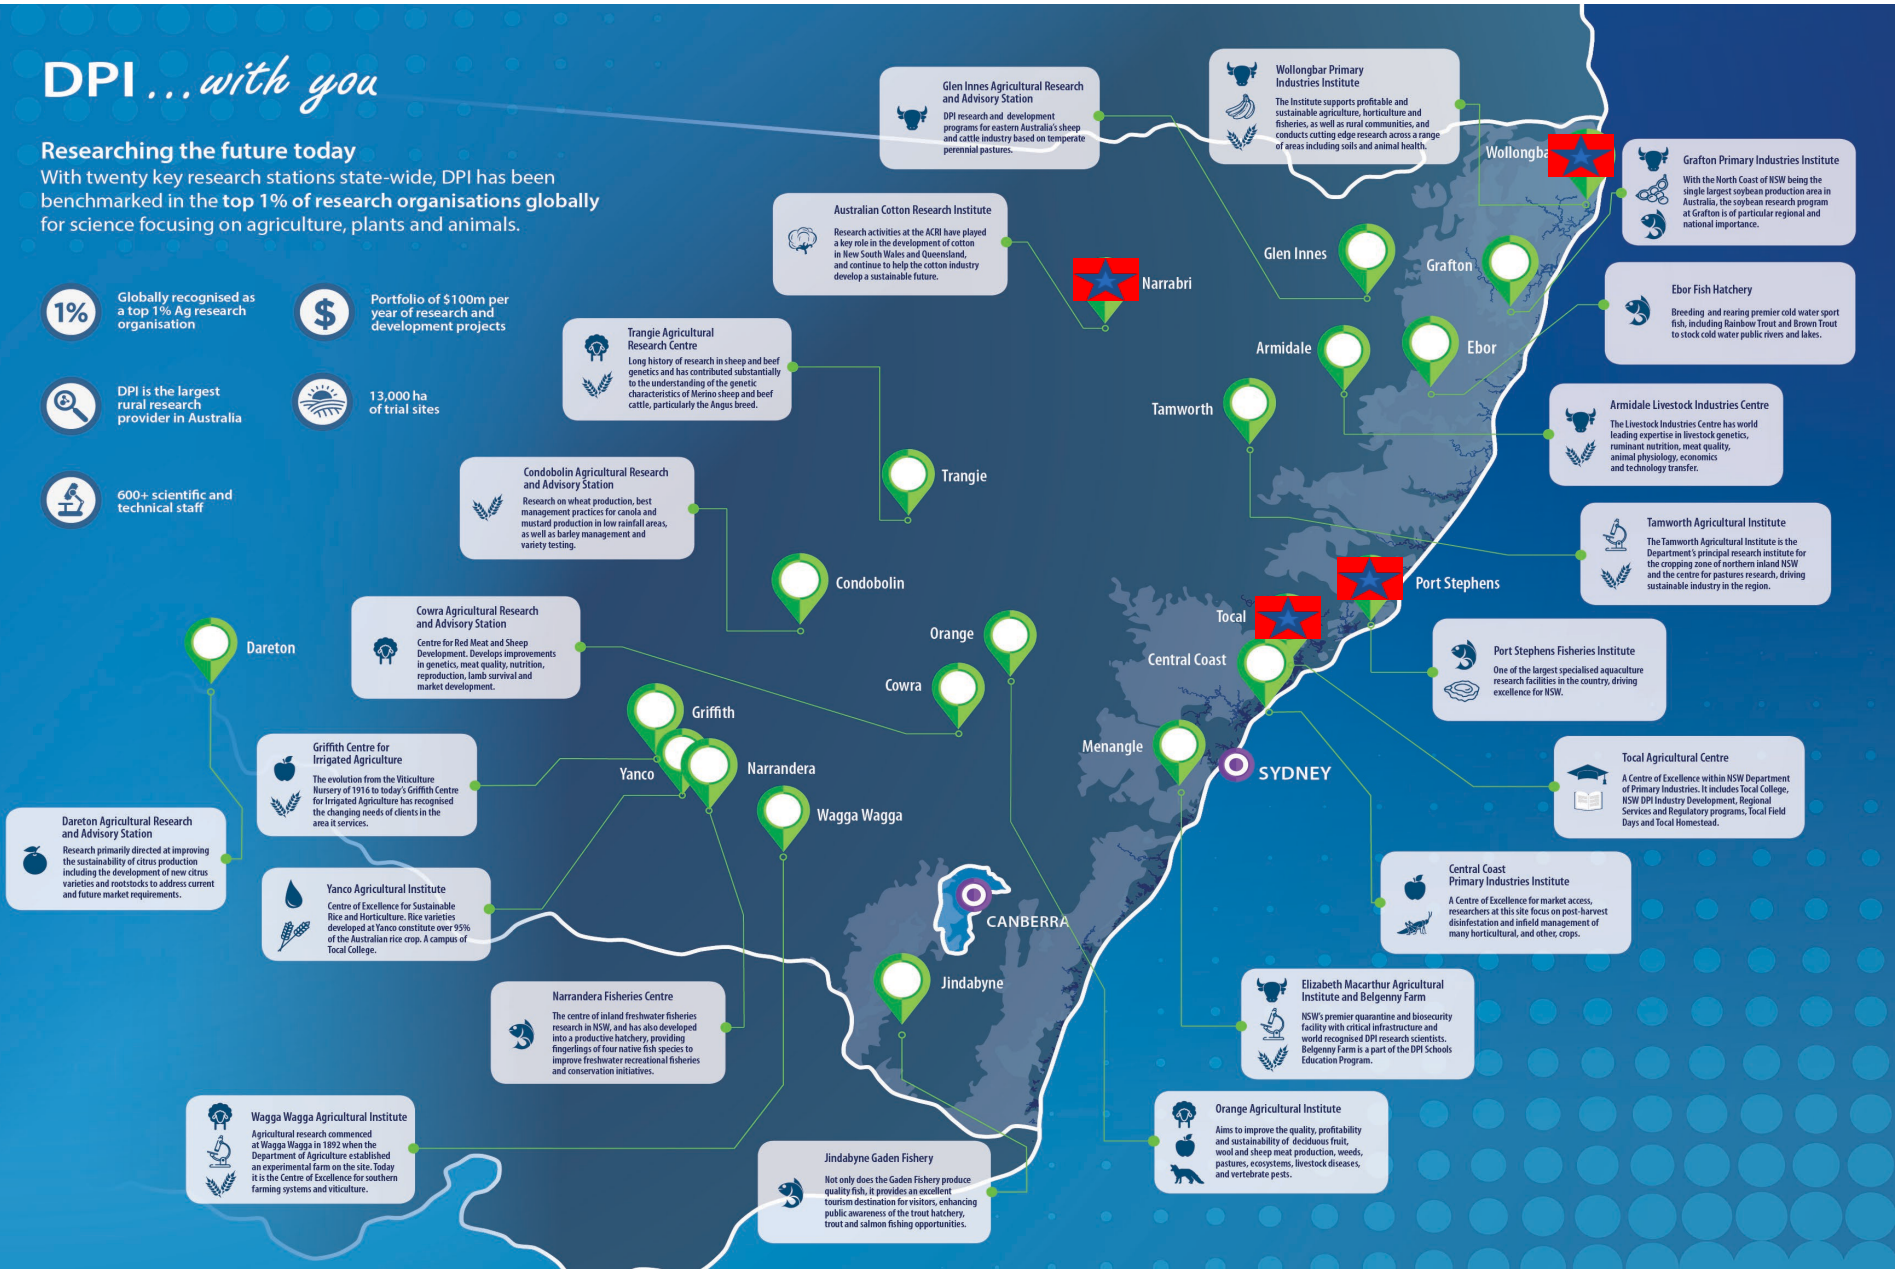 DPI ...with you
Researching the future today
With twenty key research stations state-wide, DPI has been
benchmarked in the top 1% of research organisations globally
for science focusing on agriculture, plants and animals.
1%
Globally recognised as
a top 1% Ag research
organisation
$
Portfolio of $100m per
year of research and
development projects
DPI is the largest
rural research
provider in Australia
13,000 ha
of trial sites
600+ scientific and
technical staff
Glen Innes Agricultural Research
and Advisory Station
DPI research and development
programs for eastern Australia's sheep
and cattle industry based on temperate
perennial pastures.
Wollongbar Primary
Industries Institute
The Institute supports profitable and
sustainable agriculture, horticulture and
fisheries, as well as rural communities, and
conducts cutting edge research across a range
of areas including soils and animal health.
Wollongba
Grafton Primary Industries Institute
With the North Coast of NSW being the
single largest soybean production area in
Australia, the soybean research program
at Grafton is of particular regional and
national importance.
Australian Cotton Research Institute
Research activities at the ACRI have played
a key role in the development of cotton
in New South Wales and Queensland,
and continue to help the cotton industry
develop a sustainable future.
Narrabri
Glen Innes
Grafton
Ebor Fish Hatchery
Breeding and rearing premier cold water sport
fish, including Rainbow Trout and Brown Trout
to stock cold water public rivers and lakes.
Trangie Agricultural
Research Centre
Long history of research in sheep and beef
genetics and has contributed substantially
to the understanding of the genetic
characteristics of Merino sheep and beef
cattle, particularly the Angus breed.
Armidale
Ebor
Tamworth
Armidale Livestock Industries Centre
The Livestock Industries Centre has world
leading expertise in livestock genetics,
ruminant nutrition, meat quality,
animal physiology, economics
and technology transfer.
Condobolin Agricultural Research
and Advisory Station
Research on wheat production, best
management practices for canola and
mustard production in low rainfall areas,
as well as barley management and
variety testing.
Trangie
Tamworth Agricultural Institute
The Tamworth Agricultural Institute is the
Department's principal research institute for
the cropping zone of northern inland NSW
and the centre for pastures research, driving
sustainable industry in the region.
Condobolin
Port Stephens
Cowra Agricultural Research
and Advisory Station
Centre for Red Meat and Sheep
Development. Develops improvements
in genetics, meat quality, nutrition,
reproduction, lamb survival and
market development.
Dareton
Orange
Tocal
Central Coast
Port Stephens Fisheries Institute
One of the largest specialised aquaculture
research facilities in the country, driving
excellence for NSW.
Cowra
Griffith
Yanco
Narrandera
Menangle
SYDNEY
Griffith Centre for
Irrigated Agriculture
The evolution from the Viticulture
Nursery of 1916 to today's Griffith Centre
for Irrigated Agriculture has recognised
the changing needs of clients in the
area it services.
Tocal Agricultural Centre
A Centre of Excellence within NSW Department
of Primary Industries. It includes Tocal College,
NSW DPI Industry Development, Regional
Services and Regulatory programs, Tocal Field
Days and Tocal Homestead.
Wagga Wagga
Dareton Agricultural Research
and Advisory Station
Research primarily directed at improving
the sustainability of citrus production
including the development of new citrus
varieties and rootstocks to address current
and future market requirements.
Yanco Agricultural Institute
Centre of Excellence for Sustainable
Rice and Horticulture. Rice varieties
developed at Yanco constitute over 95%
of the Australian rice crop. A campus of
Tocal College.
CANBERRA
Central Coast
Primary Industries Institute
A Centre of Excellence for market access,
researchers at this site focus on post-harvest
disinfestation and infield management of
many horticultural, and other, crops.
Jindabyne
Narrandera Fisheries Centre
The centre of inland freshwater fisheries
research in NSW, and has also developed
into a productive hatchery, providing
fingerlings of four native fish species to
improve freshwater recreational fisheries
and conservation initiatives.
Elizabeth Macarthur Agricultural
Institute and Belgenny Farm
NSW's premier quarantine and biosecurity
facility with critical infrastructure and
world recognised DPI research scientists.
Belgenny Farm is a part of the DPI Schools
Education Program.
Wagga Wagga Agricultural Institute
Agricultural research commenced
at Wagga Wagga in 1892 when the
Department of Agriculture established
an experimental farm on the site. Today
it is the Centre of Excellence for southern
farming systems and viticulture.
Orange Agricultural Institute
Aims to improve the quality, profitability
and sustainability of deciduous fruit,
wool and sheep meat production, weeds,
pastures, ecosystems, livestock diseases,
and vertebrate pests.
Jindabyne Gaden Fishery
Not only does the Gaden Fishery produce
quality fish, it provides an excellent
tourism destination for visitors, enhancing
public awareness of the trout hatchery,
trout and salmon fishing opportunities.